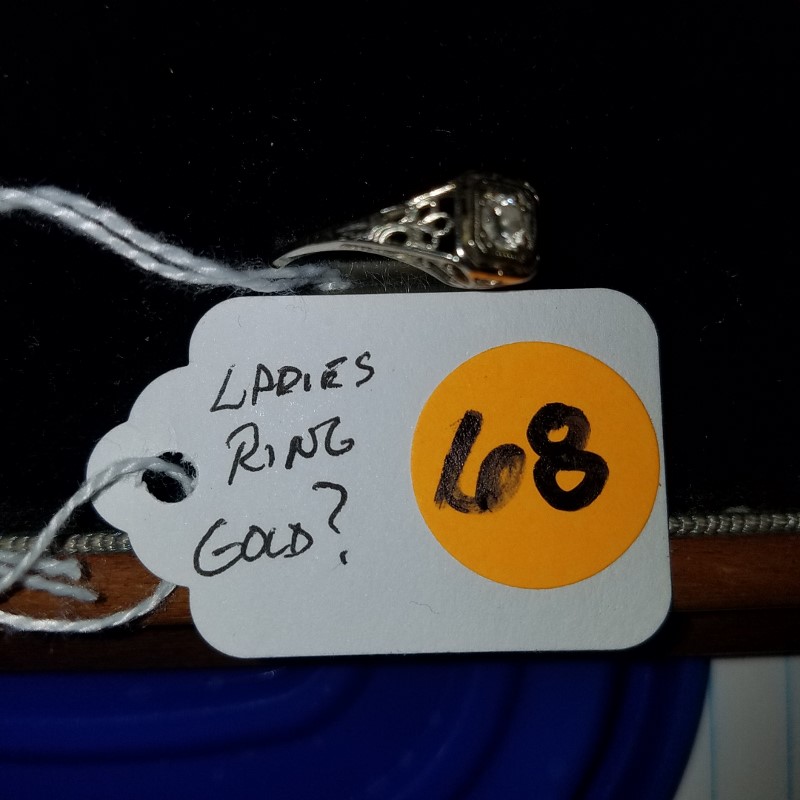 LADIES
RING
GOLD?
68